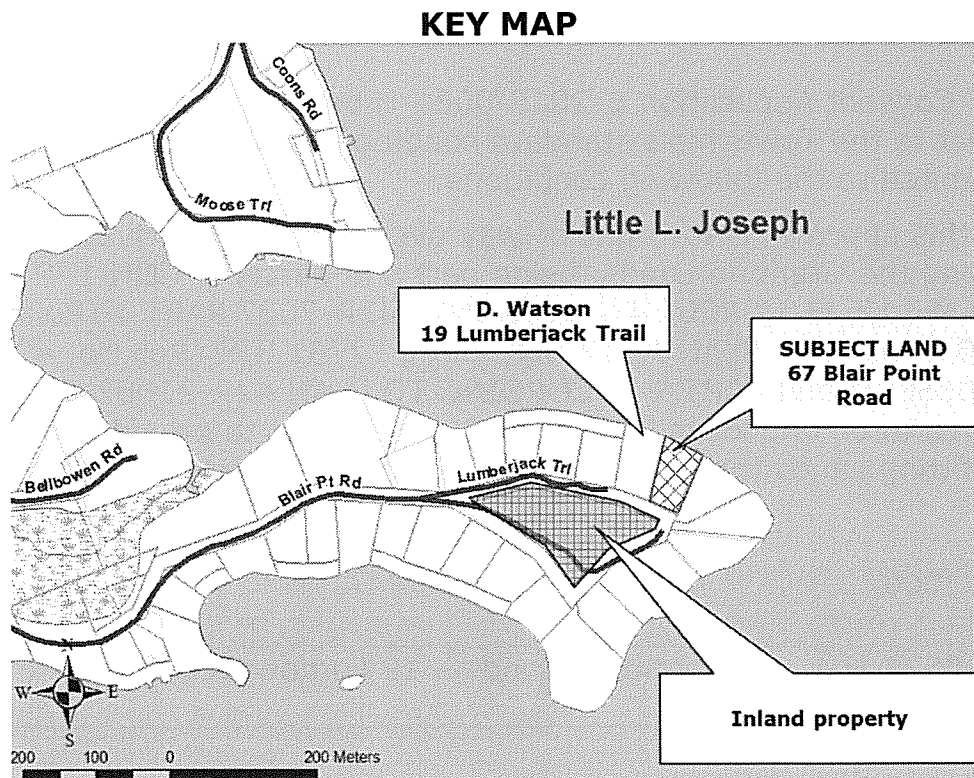 KEY MAP
Coons Rd
Moose Trl
Little L. Joseph
D. Watson
19 Lumberjack Trail
SUBJECT LAND
67 Blair Point
Road
Bellbowen Rd
Blair Pt Rd
Lumberjack Trl
Inland property
N
W E
S
200 100 0 200 Meters